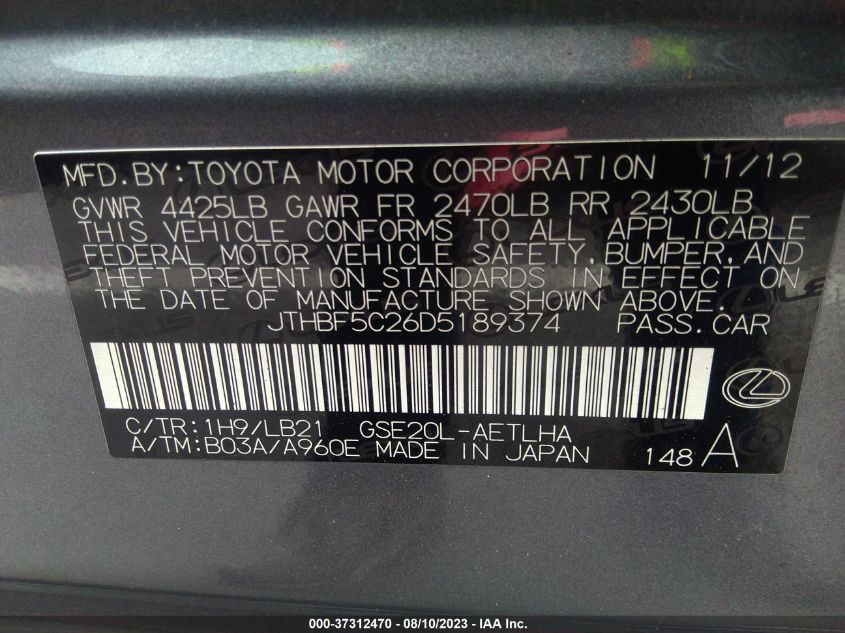 MFD.BY:TOYOTA MOTOR CORPORATION 11/12
GVWR 4425LB GAWR FR 2470LB RR 2430LB
THIS VEHICLE CONFORMS TO ALL APPLICABLE
FEDERAL MOTOR VEHICLE SAFETY,BUMPER,AND
THEFT PREVENTION STANDARDS IN EFFECT ON
THE DATE OF MANUFACTURE SHOWN ABOVE.
JTHBF5C26D5189374 PASS.CAR
C/TR:1H9/LB21 GSE20L-AETLHA
A/TM:B03A/A960E MADE IN JAPAN 148 A
000-37312470 - 08/10/2023 - IAA Inc.